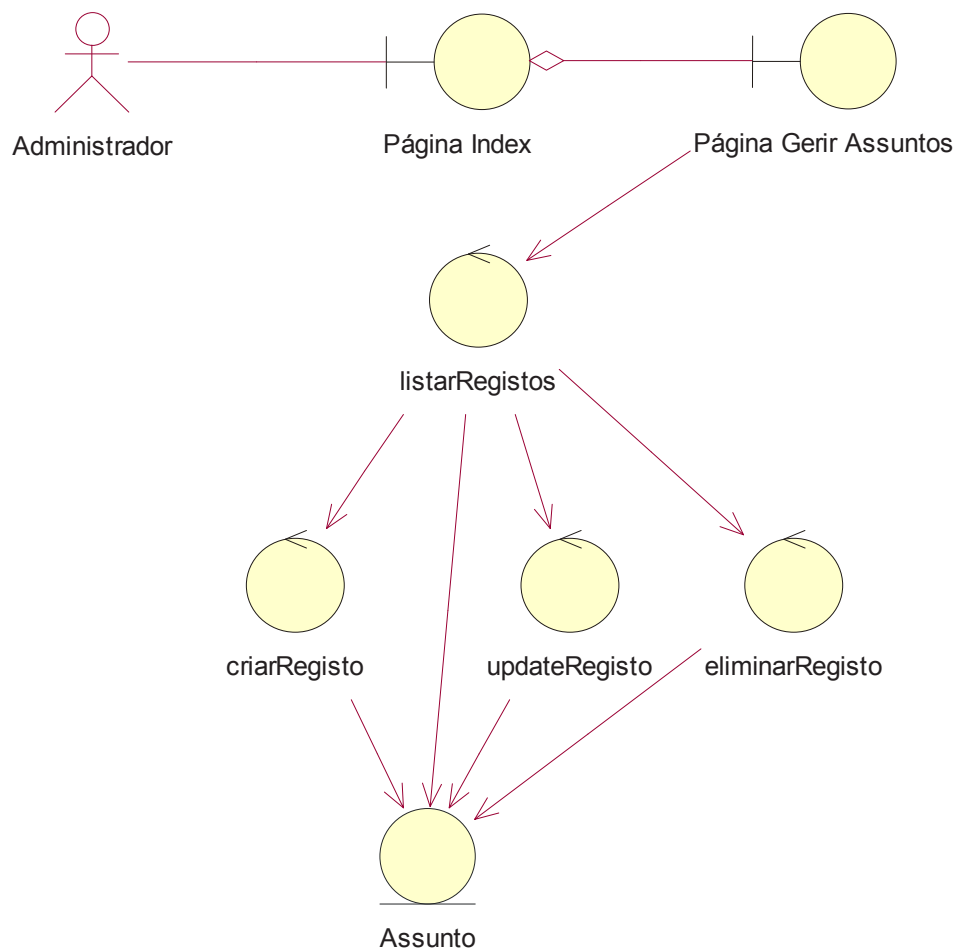 Administrador
Página Index
Página Gerir Assuntos
listarRegistos
criarRegisto
updateRegisto
eliminarRegisto
Assunto